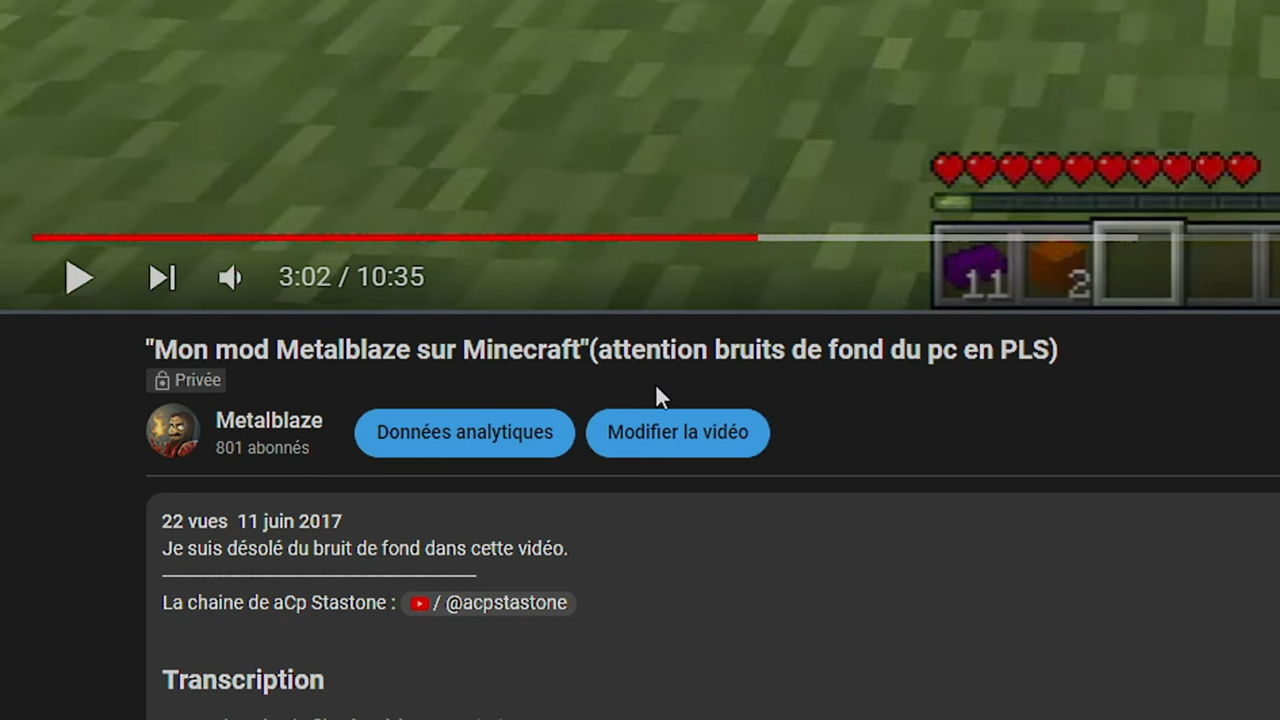 11
2
3:02 / 10:35
"Mon mod Metalblaze sur Minecraft"(attention bruits de fond du pc en PLS)
Privée
Metalblaze
801 abonnés
Données analytiques
Modifier la vidéo
22 vues 11 juin 2017
Je suis désolé du bruit de fond dans cette vidéo.
La chaine de aCp Stastone : / @acpstastone
Transcription